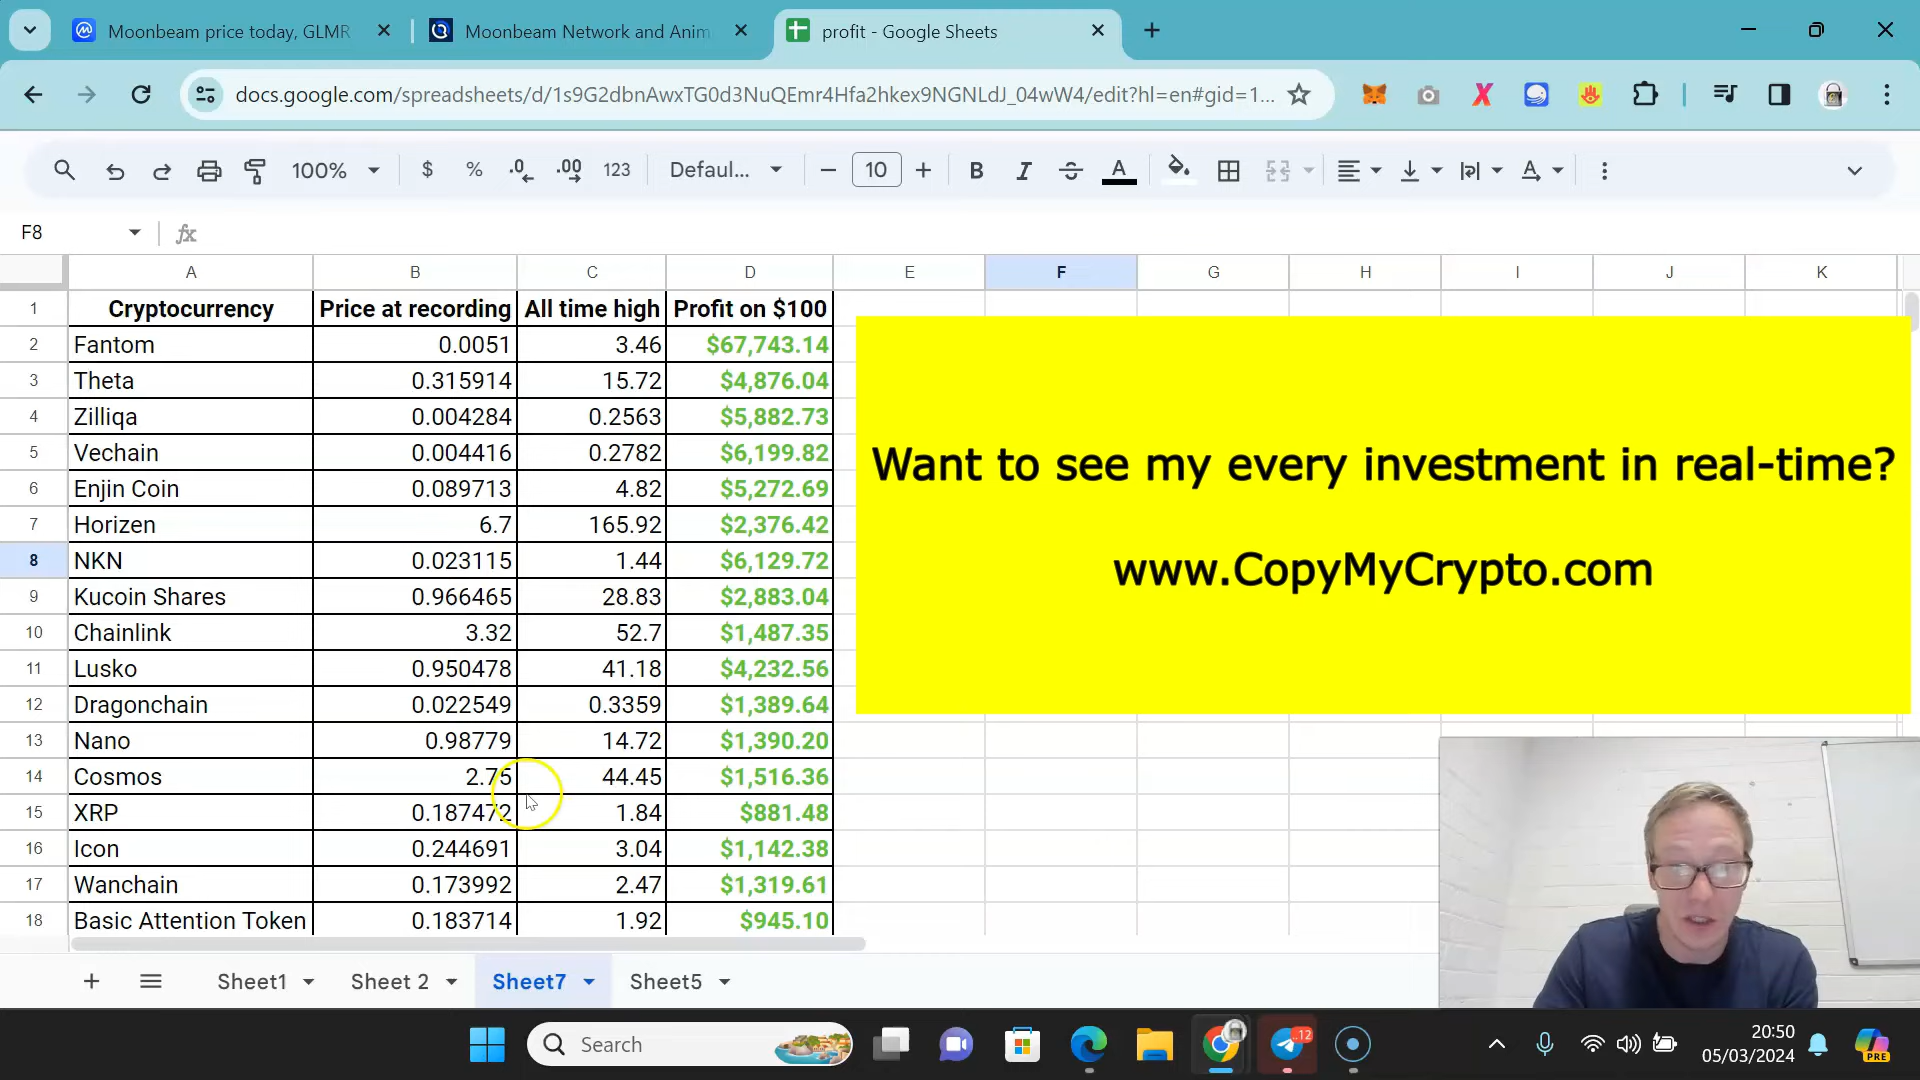 Moonbeam price today, GLMR
Moonbeam Network and Anim
profit - Google Sheets
docs.google.com/spreadsheets/d/1s9G2dbnAwxTG0d3NuQEmr4Hfa2hkex9NGNLdJ_04wW4/edit?hl=en#gid=1...
100% $ % .0 .00 123 Defaul... 10 B I A A
F8 fx
A B C D E F G H I J K
1 Cryptocurrency Price at recording All time high Profit on $100
2 Fantom 0.0051 3.46 $67,743.14
3 Theta 0.315914 15.72 $4,876.04
4 Zilliqa 0.004284 0.2563 $5,882.73
5 Vechain 0.004416 0.2782 $6,199.82
6 Enjin Coin 0.089713 4.82 $5,272.69
7 Horizen 6.7 165.92 $2,376.42
8 NKN 0.023115 1.44 $6,129.72
9 Kucoin Shares 0.966465 28.83 $2,883.04
10 Chainlink 3.32 52.7 $1,487.35
11 Lusko 0.950478 41.18 $4,232.56
12 Dragonchain 0.022549 0.3359 $1,389.64
13 Nano 0.98779 14.72 $1,390.20
14 Cosmos 2.75 44.45 $1,516.36
15 XRP 0.187472 1.84 $881.48
16 Icon 0.244691 3.04 $1,142.38
17 Wanchain 0.173992 2.47 $1,319.61
18 Basic Attention Token 0.183714 1.92 $945.10
Want to see my every investment in real-time?
www.CopyMyCrypto.com
Sheet1 Sheet 2 Sheet7 Sheet5
Search
12
20:50
05/03/2024
PRE